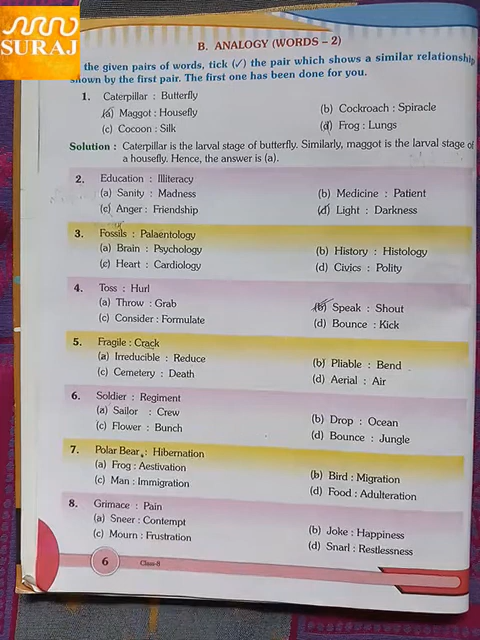 SURAJ
B. ANALOGY (WORDS – 2)
the given pairs of words, tick (✓) the pair which shows a similar relationship
shown by the first pair. The first one has been done for you.
1. Caterpillar : Butterfly
(a) Maggot : Housefly (b) Cockroach : Spiracle
(c) Cocoon : Silk (d) Frog : Lungs
Solution : Caterpillar is the larval stage of butterfly. Similarly, maggot is the larval stage of
a housefly. Hence, the answer is (a).
2. Education : Illiteracy
(a) Sanity : Madness (b) Medicine : Patient
(c) Anger : Friendship (d) Light : Darkness
3. Fossils : Palaentology
(a) Brain : Psychology (b) History : Histology
(c) Heart : Cardiology (d) Civics : Polity
4. Toss : Hurl
(a) Throw : Grab (b) Speak : Shout
(c) Consider : Formulate (d) Bounce : Kick
5. Fragile : Crack
(a) Irreducible : Reduce (b) Pliable : Bend
(c) Cemetery : Death (d) Aerial : Air
6. Soldier : Regiment
(a) Sailor : Crew (b) Drop : Ocean
(c) Flower : Bunch (d) Bounce : Jungle
7. Polar Bear : Hibernation
(a) Frog : Aestivation (b) Bird : Migration
(c) Man : Immigration (d) Food : Adulteration
8. Grimace : Pain
(a) Sneer : Contempt (b) Joke : Happiness
(c) Mourn : Frustration (d) Snarl : Restlessness
6 Class-8